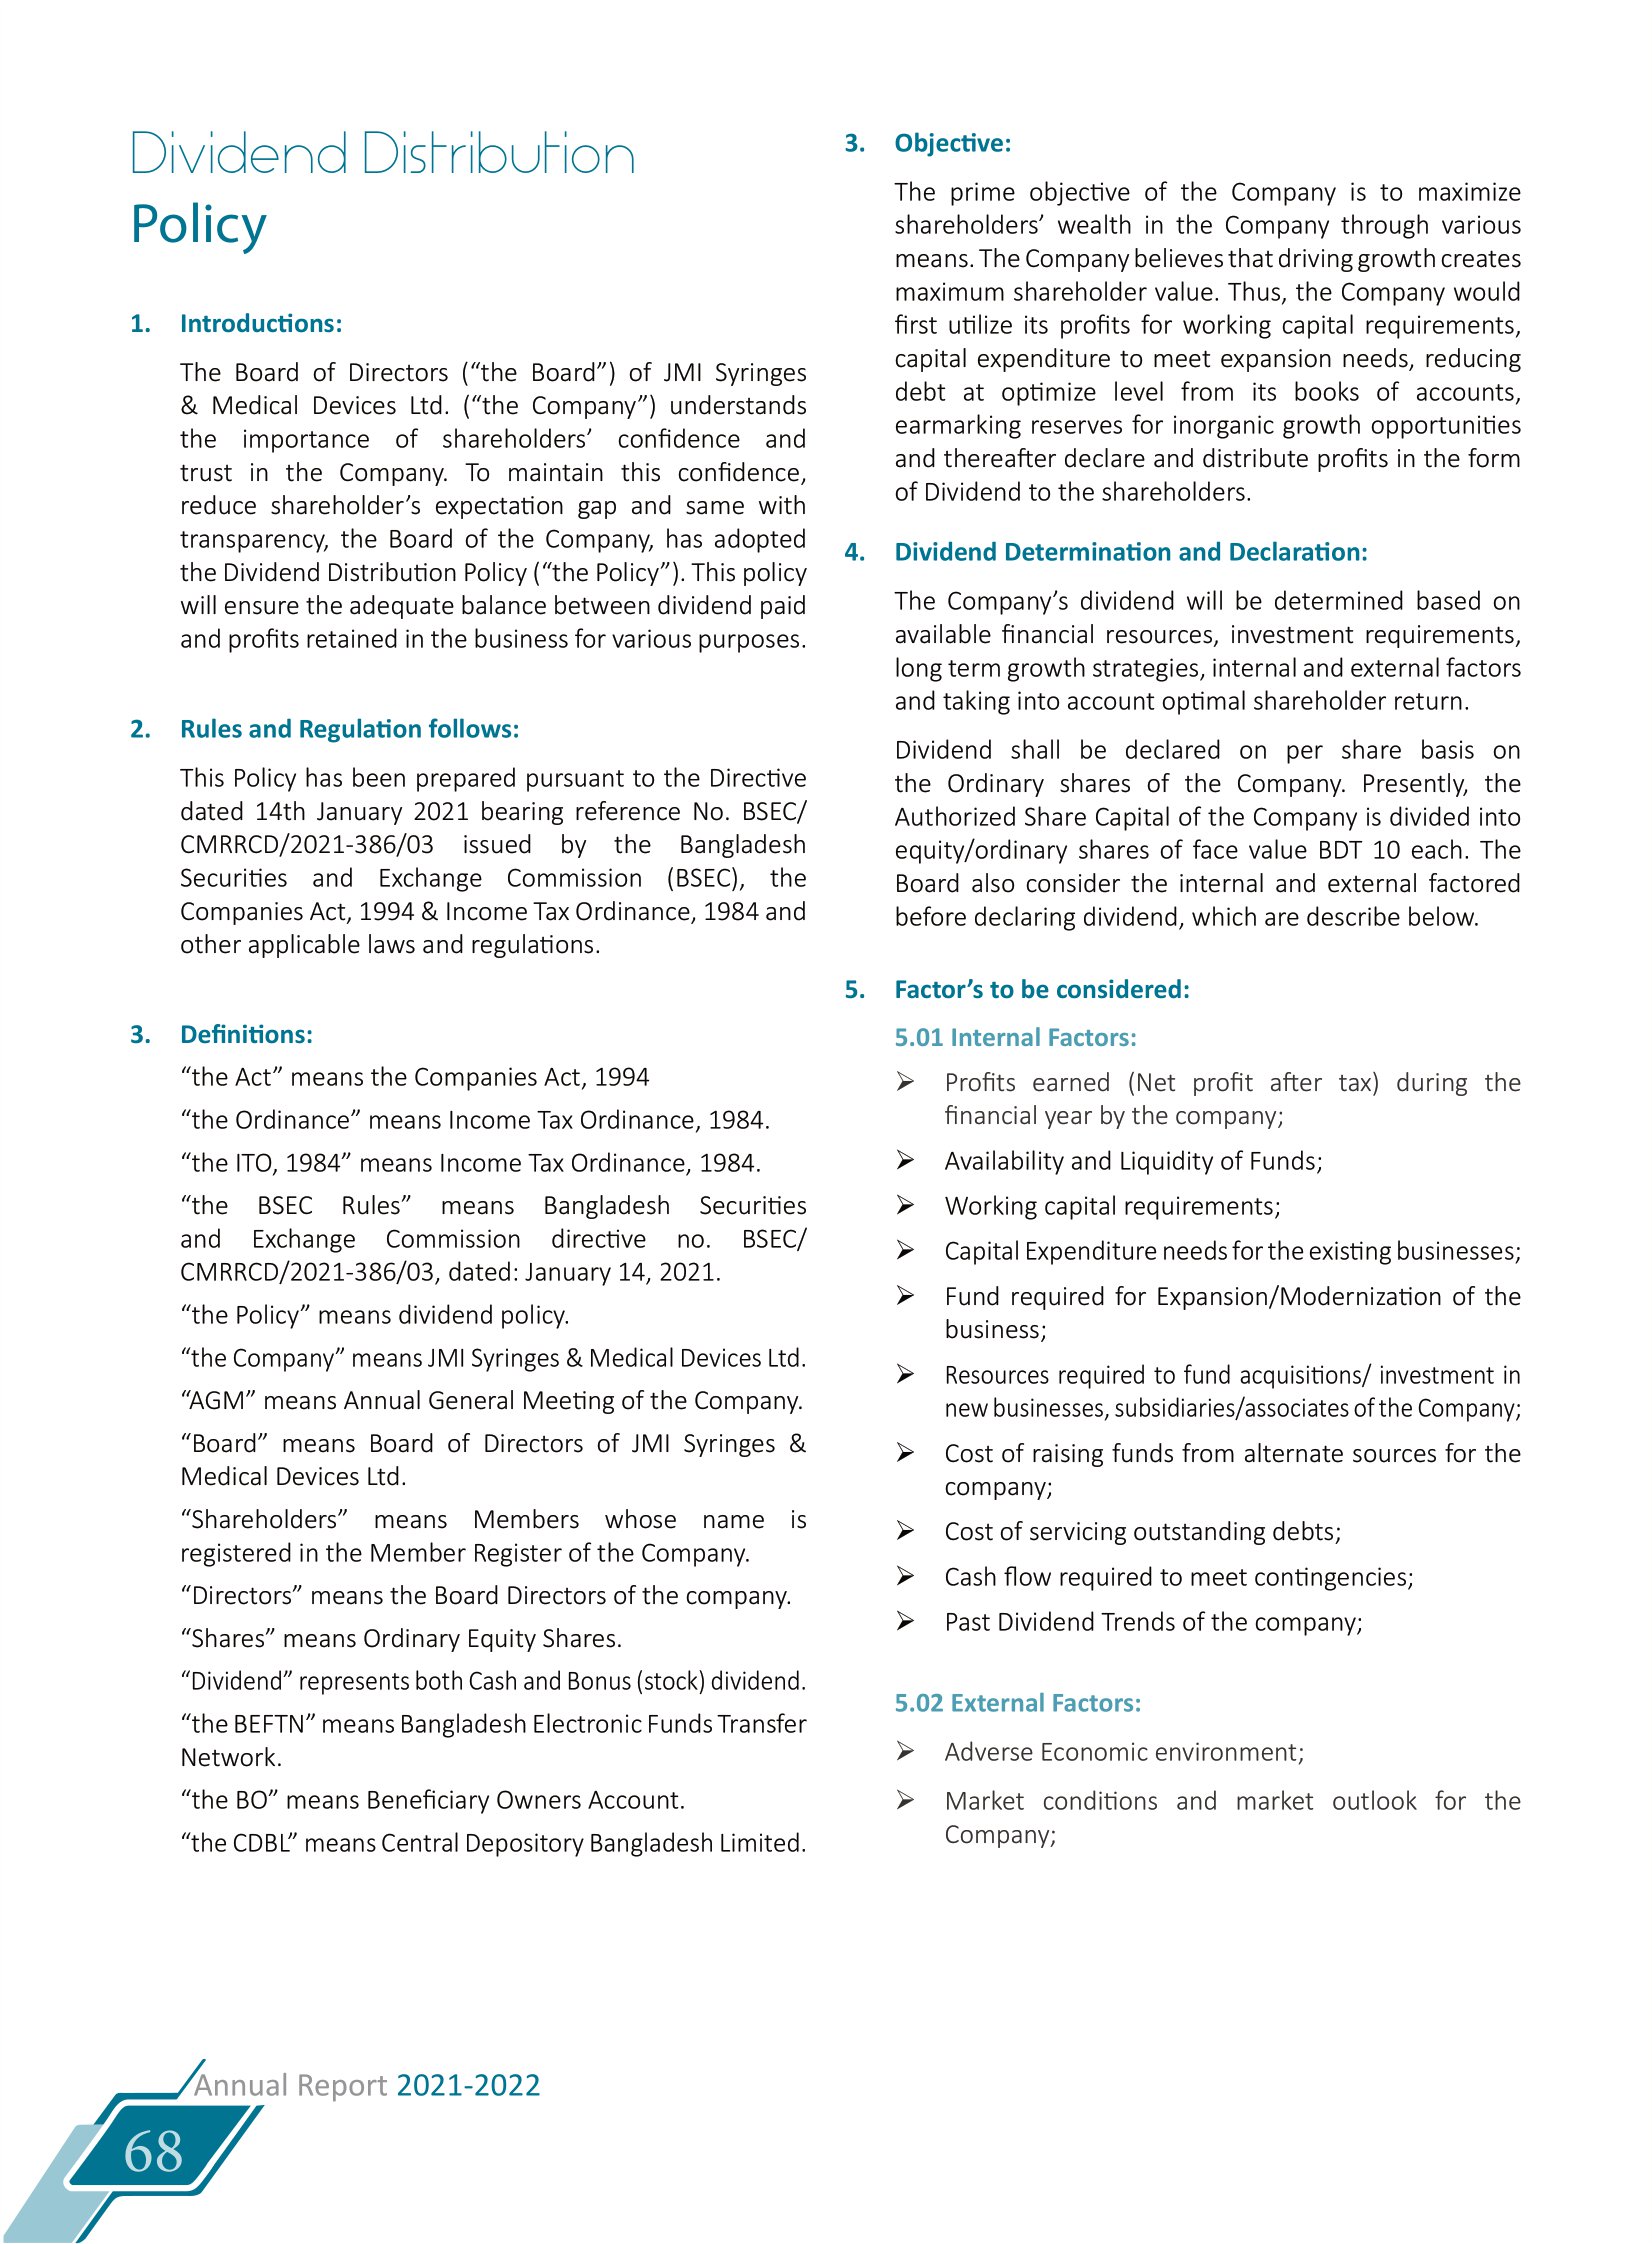 Dividend Distribution
Policy
1. Introductions:
The Board of Directors (“the Board”) of JMI Syringes
& Medical Devices Ltd. (“the Company”) understands
the importance of shareholders’ confidence and
trust in the Company. To maintain this confidence,
reduce shareholder’s expectation gap and same with
transparency, the Board of the Company, has adopted
the Dividend Distribution Policy (“the Policy”). This policy
will ensure the adequate balance between dividend paid
and profits retained in the business for various purposes.
2. Rules and Regulation follows:
This Policy has been prepared pursuant to the Directive
dated 14th January 2021 bearing reference No. BSEC/
CMRRCD/2021-386/03 issued by the Bangladesh
Securities and Exchange Commission (BSEC), the
Companies Act, 1994 & Income Tax Ordinance, 1984 and
other applicable laws and regulations.
3. Definitions:
“the Act” means the Companies Act, 1994
“the Ordinance” means Income Tax Ordinance, 1984.
“the ITO, 1984” means Income Tax Ordinance, 1984.
“the BSEC Rules” means Bangladesh Securities
and Exchange Commission directive no. BSEC/
CMRRCD/2021-386/03, dated: January 14, 2021.
“the Policy” means dividend policy.
“the Company” means JMI Syringes & Medical Devices Ltd.
“AGM” means Annual General Meeting of the Company.
“Board” means Board of Directors of JMI Syringes &
Medical Devices Ltd.
“Shareholders” means Members whose name is
registered in the Member Register of the Company.
“Directors” means the Board Directors of the company.
“Shares” means Ordinary Equity Shares.
“Dividend” represents both Cash and Bonus (stock) dividend.
“the BEFTN” means Bangladesh Electronic Funds Transfer
Network.
“the BO” means Beneficiary Owners Account.
“the CDBL” means Central Depository Bangladesh Limited.
3. Objective:
The prime objective of the Company is to maximize
shareholders’ wealth in the Company through various
means. The Company believes that driving growth creates
maximum shareholder value. Thus, the Company would
first utilize its profits for working capital requirements,
capital expenditure to meet expansion needs, reducing
debt at optimize level from its books of accounts,
earmarking reserves for inorganic growth opportunities
and thereafter declare and distribute profits in the form
of Dividend to the shareholders.
4. Dividend Determination and Declaration:
The Company’s dividend will be determined based on
available financial resources, investment requirements,
long term growth strategies, internal and external factors
and taking into account optimal shareholder return.
Dividend shall be declared on per share basis on
the Ordinary shares of the Company. Presently, the
Authorized Share Capital of the Company is divided into
equity/ordinary shares of face value BDT 10 each. The
Board also consider the internal and external factored
before declaring dividend, which are describe below.
5. Factor’s to be considered:
5.01 Internal Factors:
➢ Profits earned (Net profit after tax) during the
financial year by the company;
➢ Availability and Liquidity of Funds;
➢ Working capital requirements;
➢ Capital Expenditure needs for the existing businesses;
➢ Fund required for Expansion/Modernization of the
business;
➢ Resources required to fund acquisitions/ investment in
new businesses, subsidiaries/associates of the Company;
➢ Cost of raising funds from alternate sources for the
company;
➢ Cost of servicing outstanding debts;
➢ Cash flow required to meet contingencies;
➢ Past Dividend Trends of the company;
5.02 External Factors:
➢ Adverse Economic environment;
➢ Market conditions and market outlook for the
Company;
Annual Report 2021-2022
68